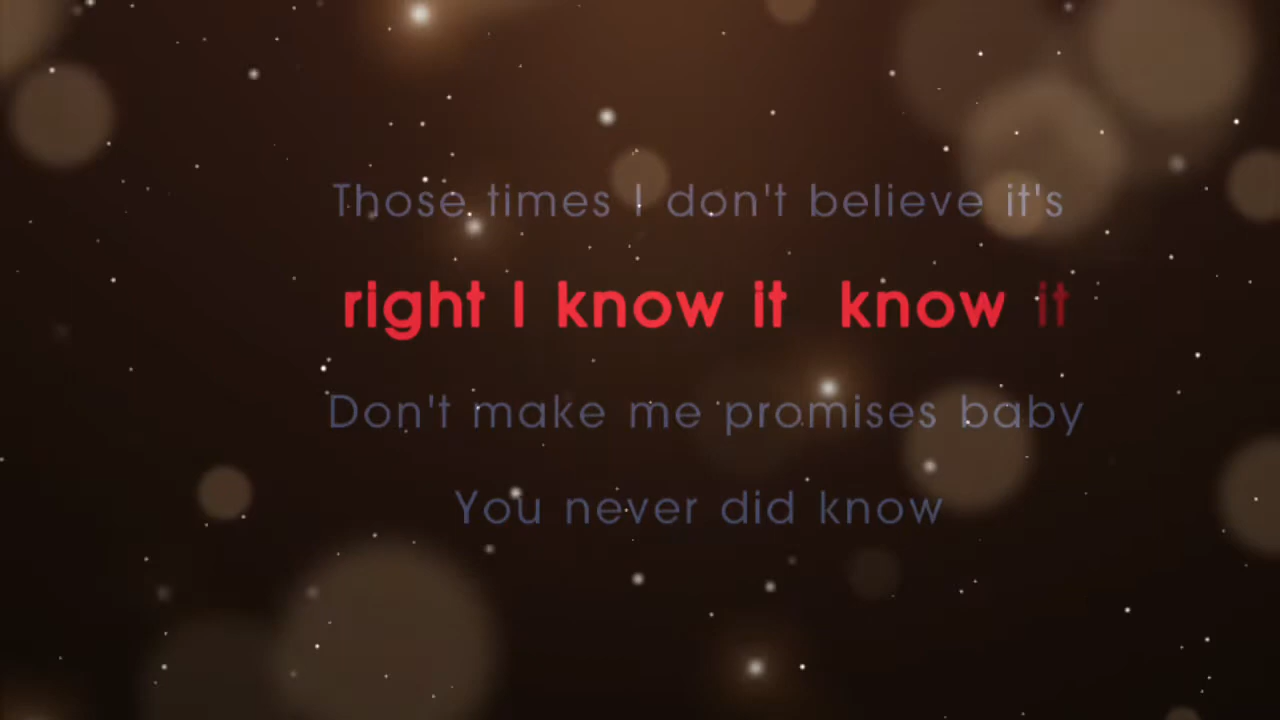 Those times I don't believe it's
right I know it know it
Don't make me promises baby
You never did know